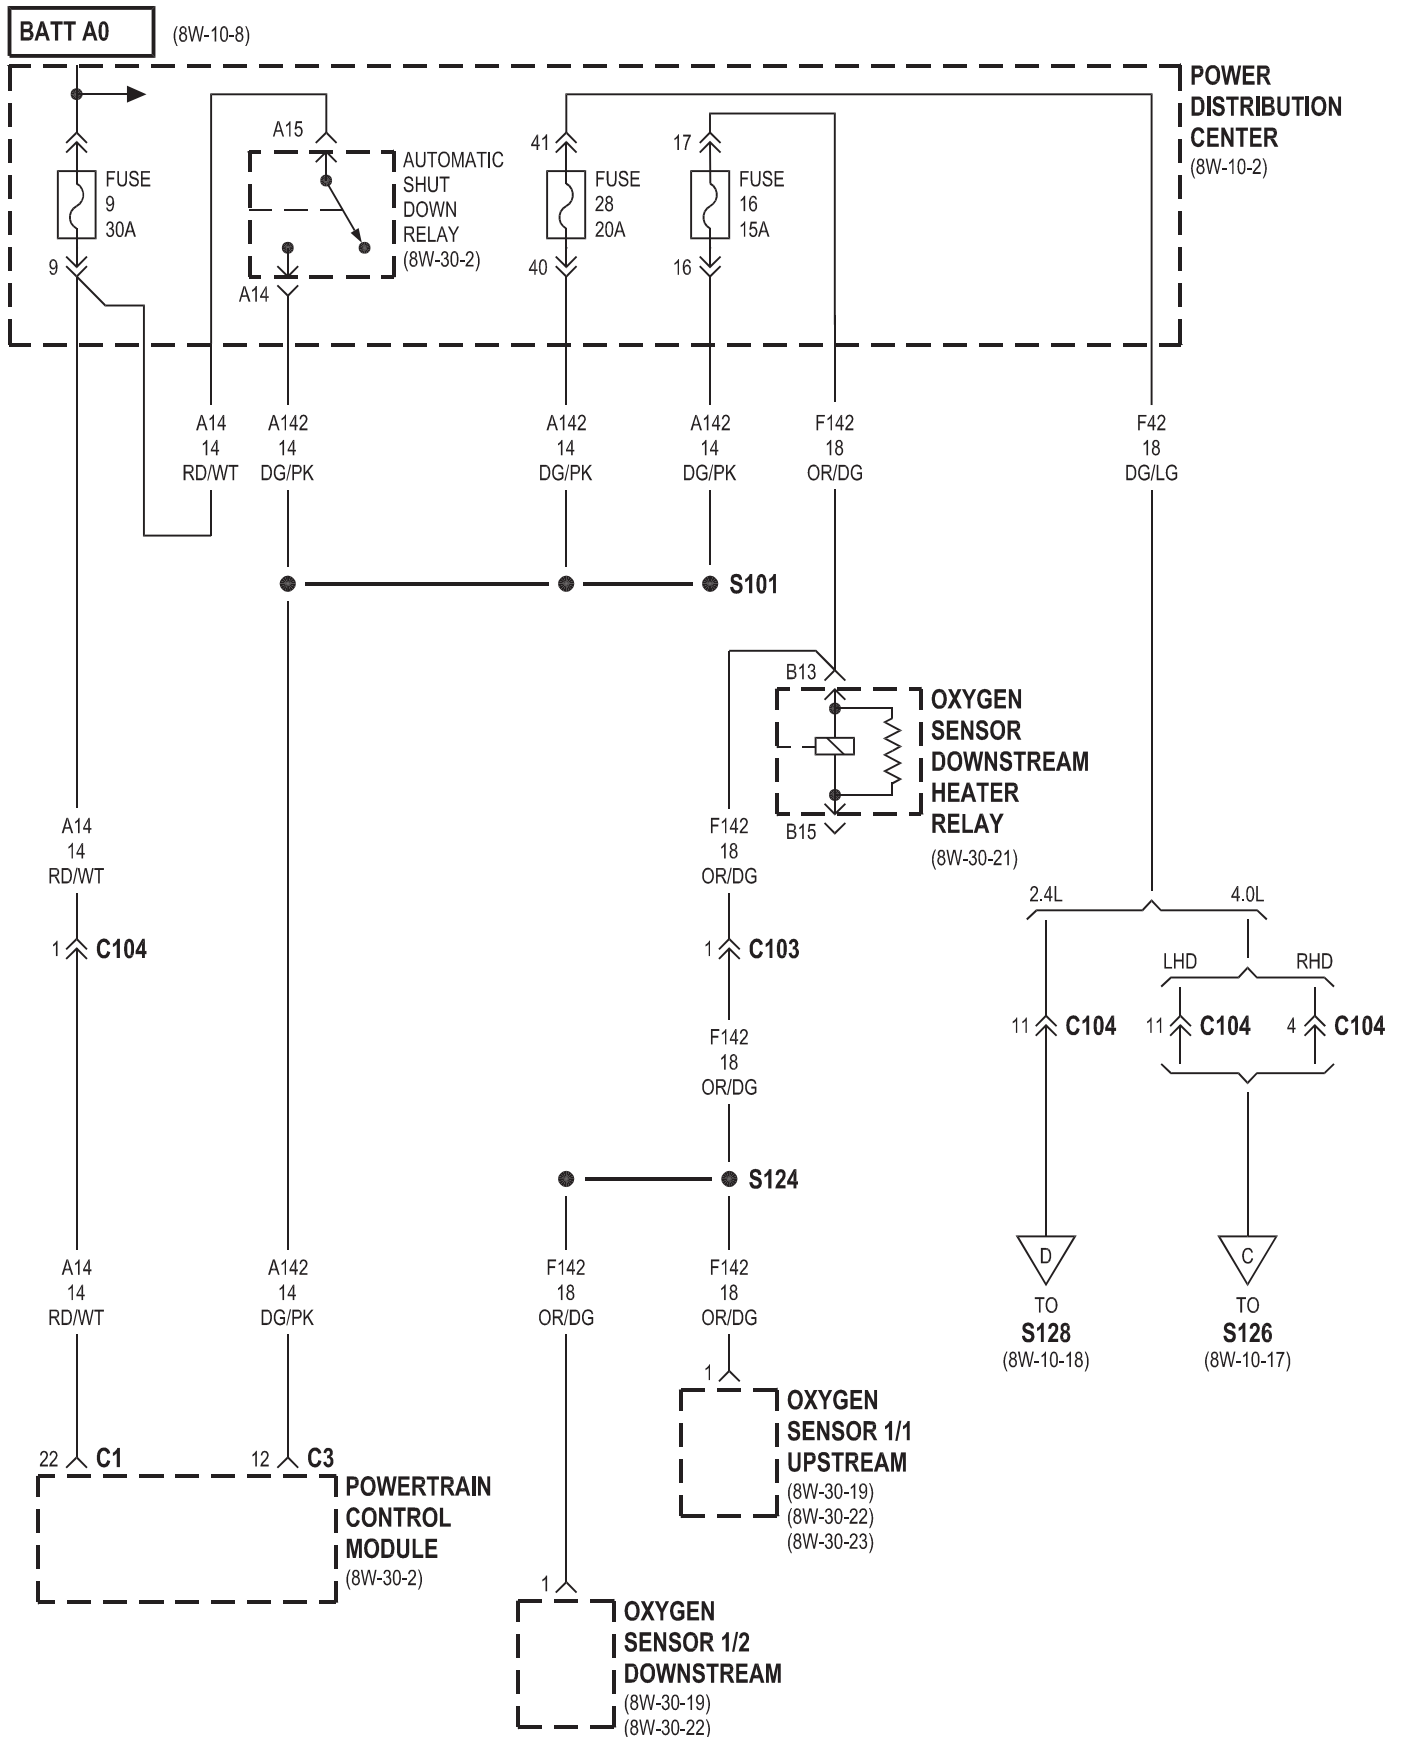 BATT A0
(8W-10-8)
POWER
DISTRIBUTION
CENTER
(8W-10-2)
FUSE
9
30A
9
A15
AUTOMATIC
SHUT
DOWN
RELAY
(8W-30-2)
A14
41
FUSE
28
20A
40
17
FUSE
16
15A
16
A14
14
RD/WT
A142
14
DG/PK
A142
14
DG/PK
A142
14
DG/PK
F142
18
OR/DG
F42
18
DG/LG
S101
B13
OXYGEN
SENSOR
DOWNSTREAM
HEATER
RELAY
(8W-30-21)
B15
A14
14
RD/WT
F142
18
OR/DG
1
C104
1
C103
2.4L
4.0L
LHD
RHD
11
C104
11
C104
4
C104
F142
18
OR/DG
S124
A14
14
RD/WT
A142
14
DG/PK
F142
18
OR/DG
F142
18
OR/DG
D
TO
S128
(8W-10-18)
C
TO
S126
(8W-10-17)
1
OXYGEN
SENSOR 1/1
UPSTREAM
(8W-30-19)
(8W-30-22)
(8W-30-23)
22
C1
12
C3
POWERTRAIN
CONTROL
MODULE
(8W-30-2)
1
OXYGEN
SENSOR 1/2
DOWNSTREAM
(8W-30-19)
(8W-30-22)